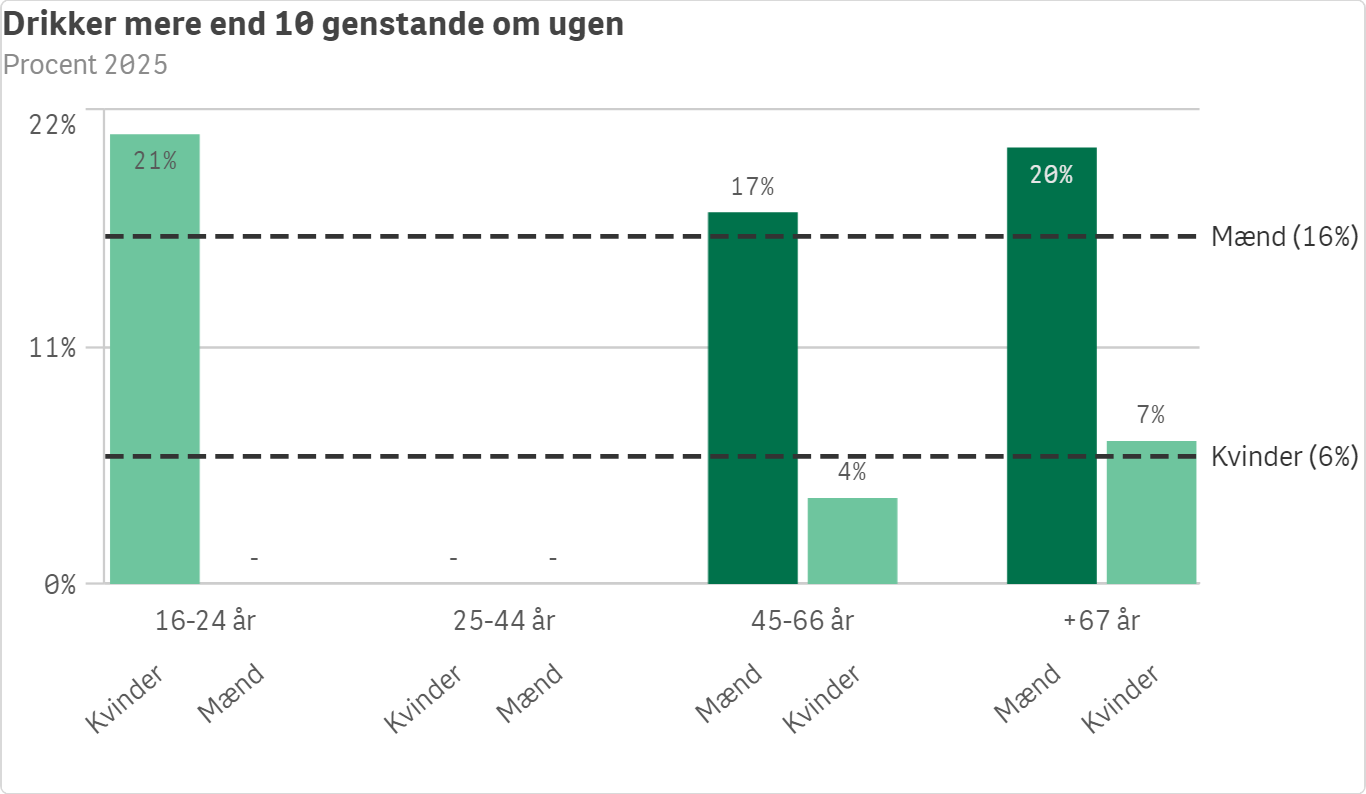 Drikker mere end 10 genstande om ugen
Procent 2025
22%
21%
17%
20%
Mænd (16%)
11%
7%
Kvinder (6%)
4%
- - -
0%
16-24 år 25-44 år 45-66 år +67 år
Kvinder Mænd Kvinder Mænd Mænd Kvinder Mænd Kvinder